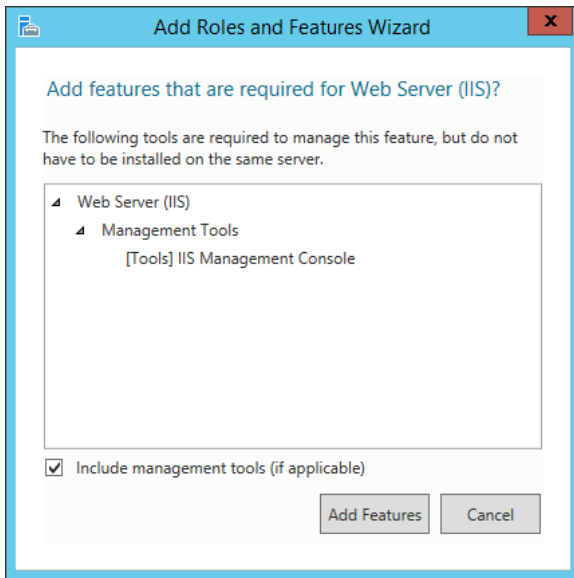 Add Roles and Features Wizard
x
Add features that are required for Web Server (IIS)?
The following tools are required to manage this feature, but do not
have to be installed on the same server.
Web Server (IIS)
Management Tools
[Tools] IIS Management Console
Include management tools (if applicable)
Add Features
Cancel